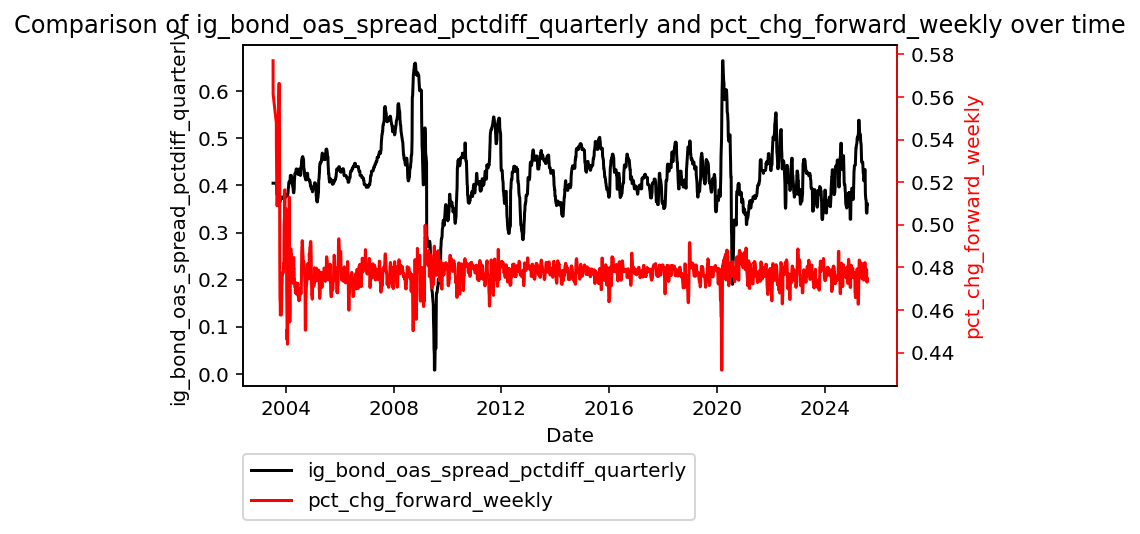 Comparison of ig_bond_oas_spread_pctdiff_quarterly and pct_chg_forward_weekly over time
ig_bond_oas_spread_pctdiff_quarterly
0.6
0.5
0.4
0.3
0.2
0.1
0.0
0.58
0.56
0.54
0.52
0.50
0.48
0.46
0.44
pct_chg_forward_weekly
2004 2008 2012 2016 2020 2024
Date
ig_bond_oas_spread_pctdiff_quarterly
pct_chg_forward_weekly